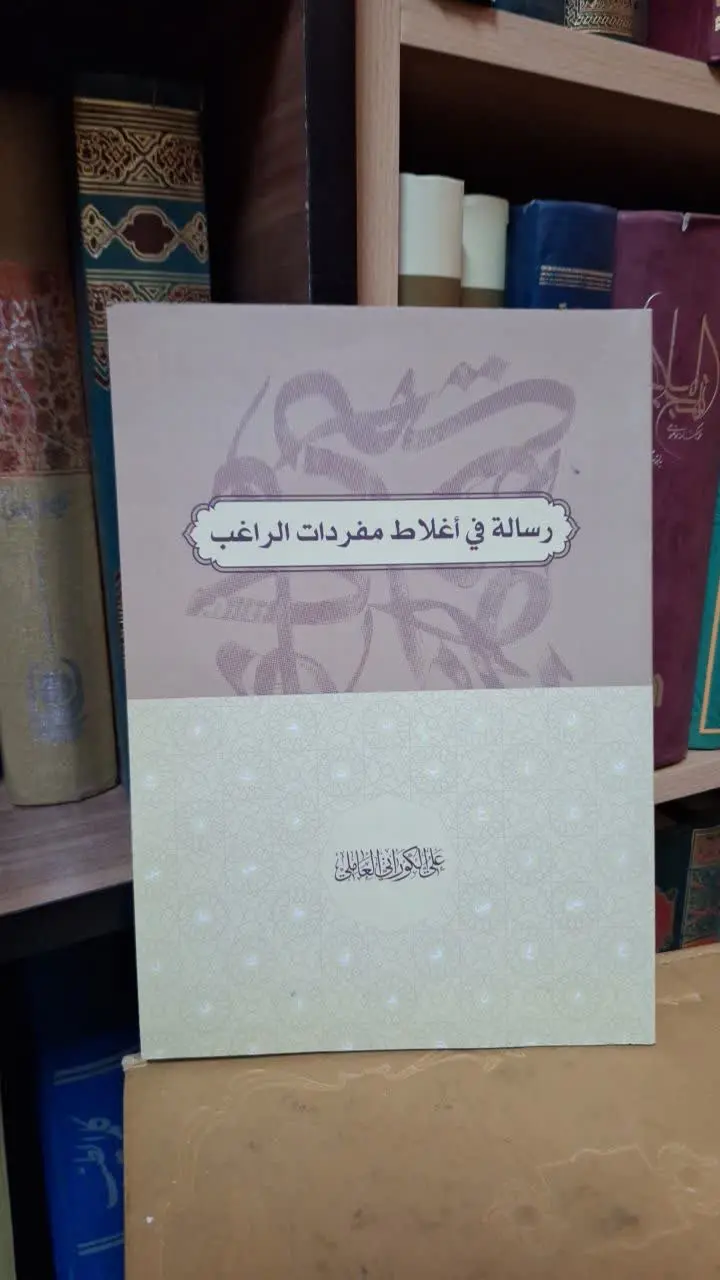 رسالة في أغلاط مفردات الراغب
علي الكوراني العاملي